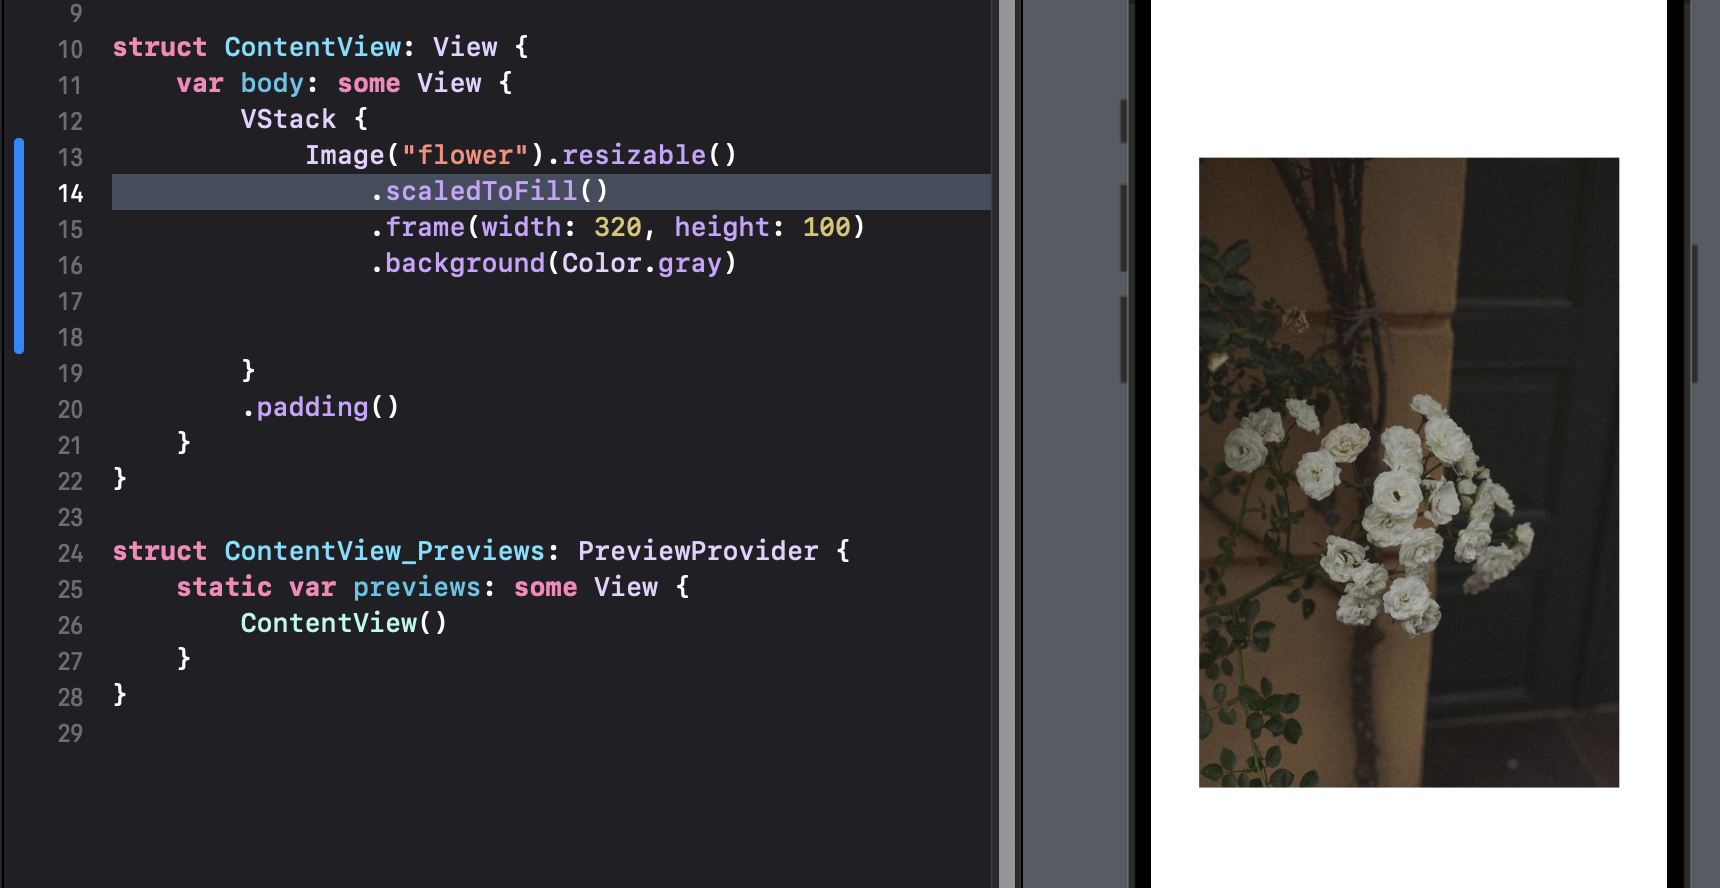 9
10 struct ContentView: View {
11     var body: some View {
12         VStack {
13             Image("flower").resizable()
14                 .scaledToFill()
15                 .frame(width: 320, height: 100)
16                 .background(Color.gray)
17
18
19         }
20         .padding()
21     }
22 }
23
24 struct ContentView_Previews: PreviewProvider {
25     static var previews: some View {
26         ContentView()
27     }
28 }
29